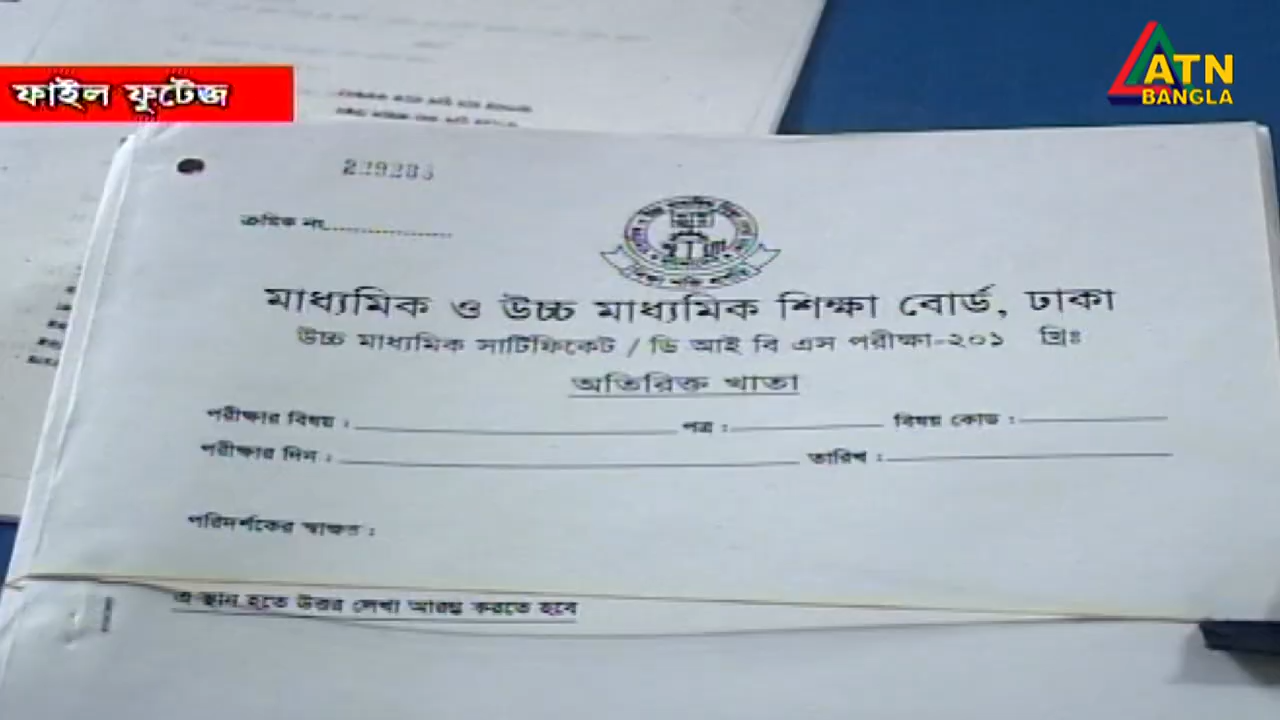 ATN
BANGLA
ফাইল ফুটেজ
ক্রমিক নং....................
মাধ্যমিক ও উচ্চ মাধ্যমিক শিক্ষা বোর্ড, ঢাকা
উচ্চ মাধ্যমিক সার্টিফিকেট / ডি আই বি এস পরীক্ষা-২০১ খ্রিঃ
অতিরিক্ত খাতা
পরীক্ষার বিষয় : পত্র : বিষয় কোড :
পরীক্ষার দিন : তারিখ :
পরিদর্শকের স্বাক্ষর :
এ স্থান হতে উত্তর লেখা আরম্ভ করতে হবে